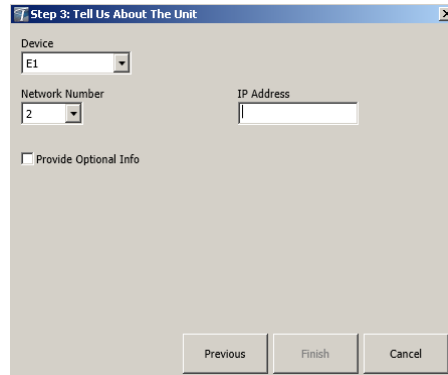 Step 3: Tell Us About The Unit
Device
E1
Network Number
IP Address
2
Provide Optional Info
Previous
Finish
Cancel